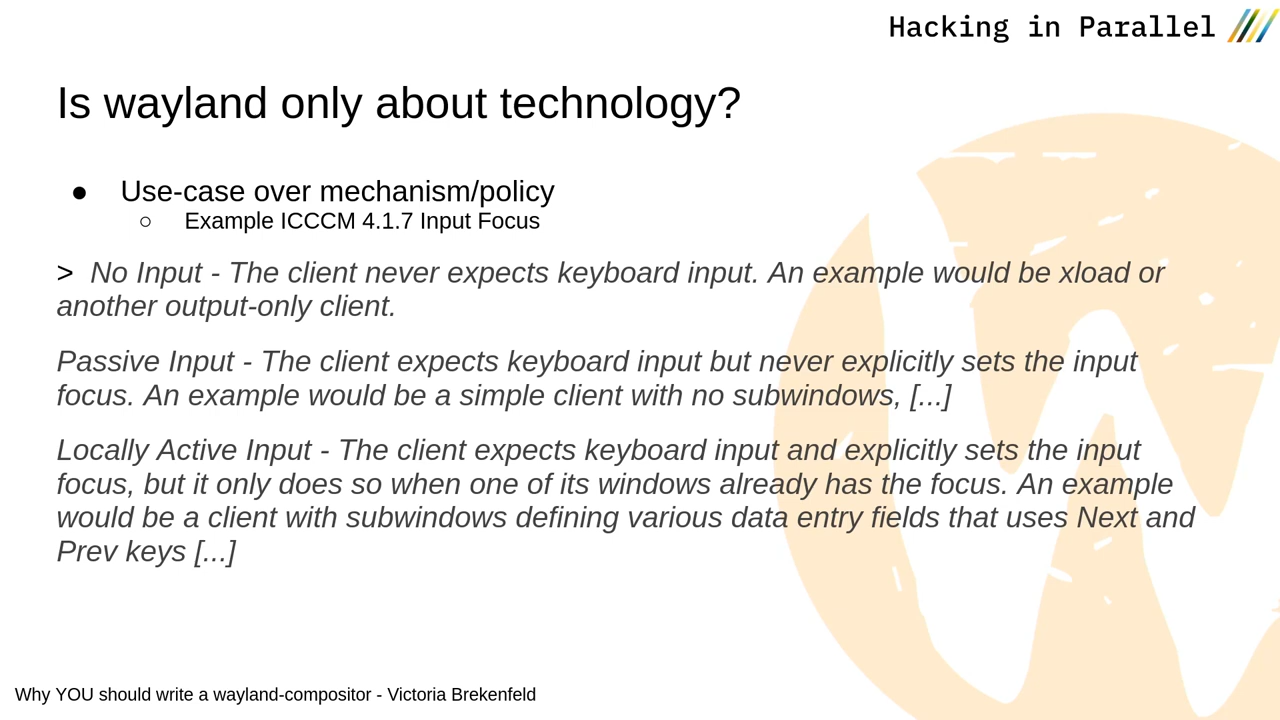 Hacking in Parallel
Is wayland only about technology?
● Use-case over mechanism/policy
○ Example ICCCM 4.1.7 Input Focus
> No Input - The client never expects keyboard input. An example would be xload or
another output-only client.
Passive Input - The client expects keyboard input but never explicitly sets the input
focus. An example would be a simple client with no subwindows, [...]
Locally Active Input - The client expects keyboard input and explicitly sets the input
focus, but it only does so when one of its windows already has the focus. An example
would be a client with subwindows defining various data entry fields that uses Next and
Prev keys [...]
Why YOU should write a wayland-compositor - Victoria Brekenfeld